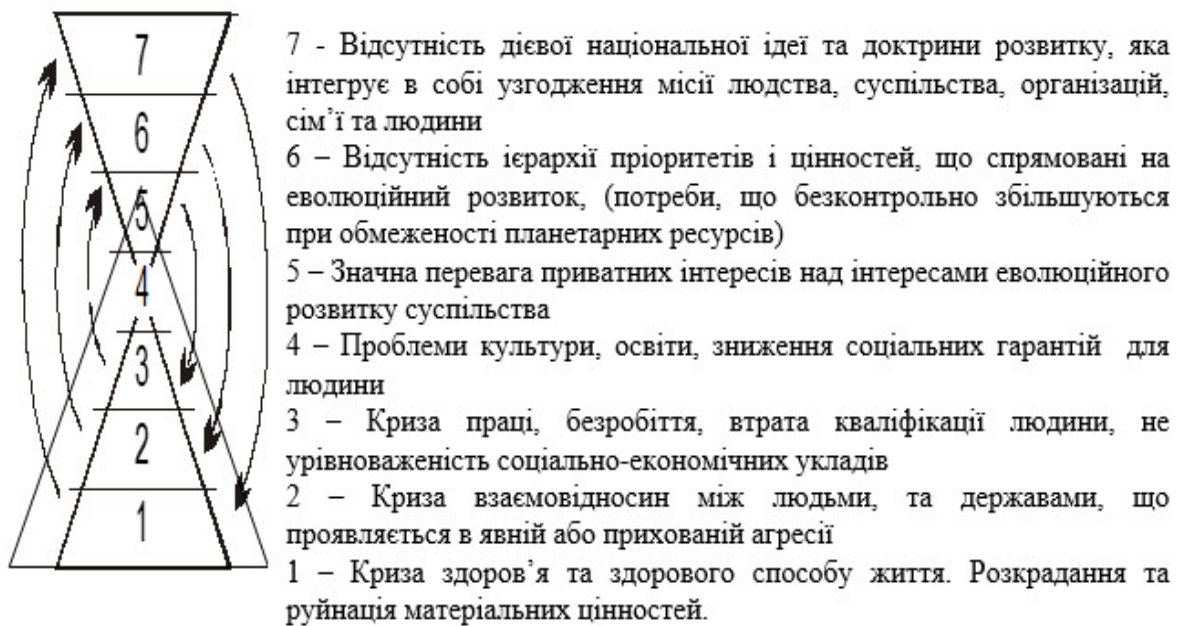 7
6
5
4
3
2
1
7 - Відсутність дієвої національної ідеї та доктрини розвитку, яка
інтегрує в собі узгодження місії людства, суспільства, організацій,
сім’ї та людини
6 – Відсутність ієрархії пріоритетів і цінностей, що спрямовані на
еволюційний розвиток, (потреби, що безконтрольно збільшуються
при обмеженості планетарних ресурсів)
5 – Значна перевага приватних інтересів над інтересами еволюційного
розвитку суспільства
4 – Проблеми культури, освіти, зниження соціальних гарантій для
людини
3 – Криза праці, безробіття, втрата кваліфікації людини, не
урівноваженість соціально-економічних укладів
2 – Криза взаємовідносин між людьми, та державами, що
проявляється в явній або прихованій агресії
1 – Криза здоров’я та здорового способу життя. Розкрадання та
руйнація матеріальних цінностей.